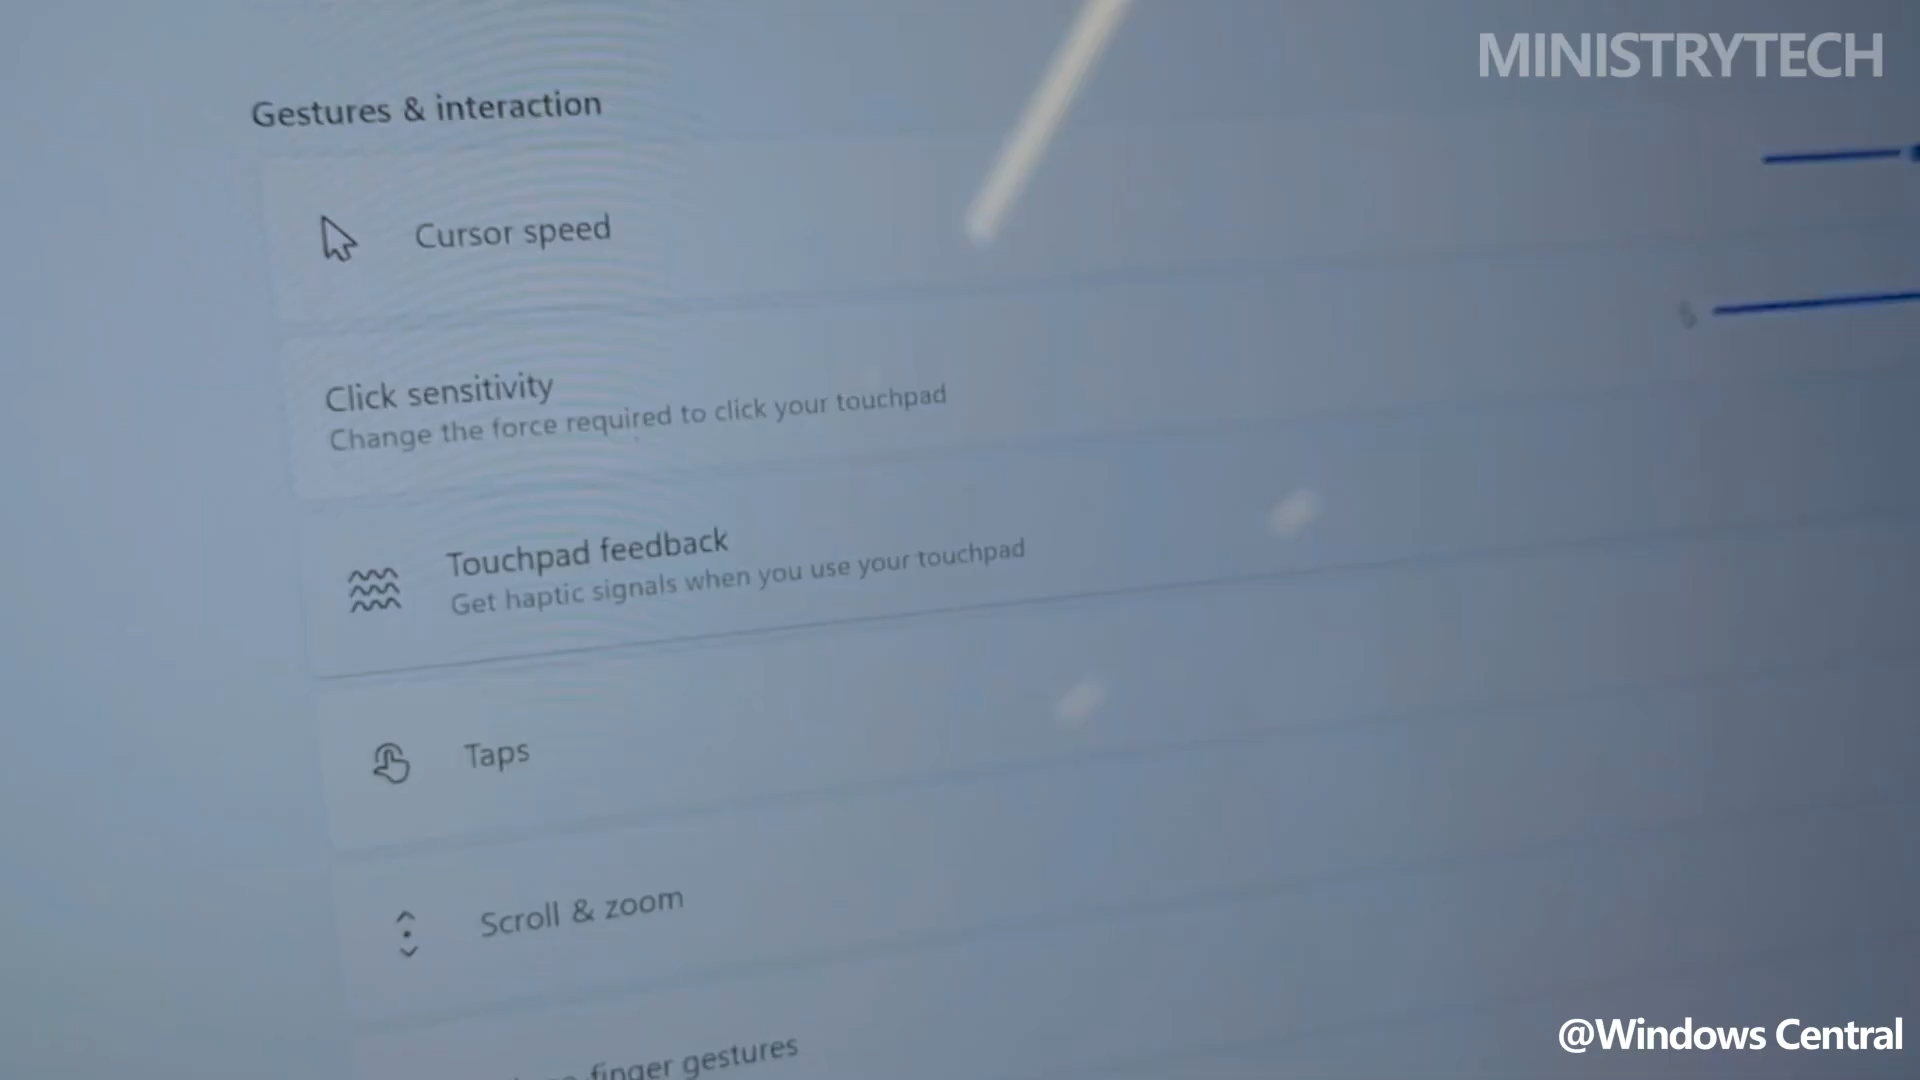 MINISTRYTECH
Gestures & interaction
Cursor speed
Click sensitivity
Change the force required to click your touchpad
Touchpad feedback
Get haptic signals when you use your touchpad
Taps
Scroll & zoom
finger gestures
@Windows Central